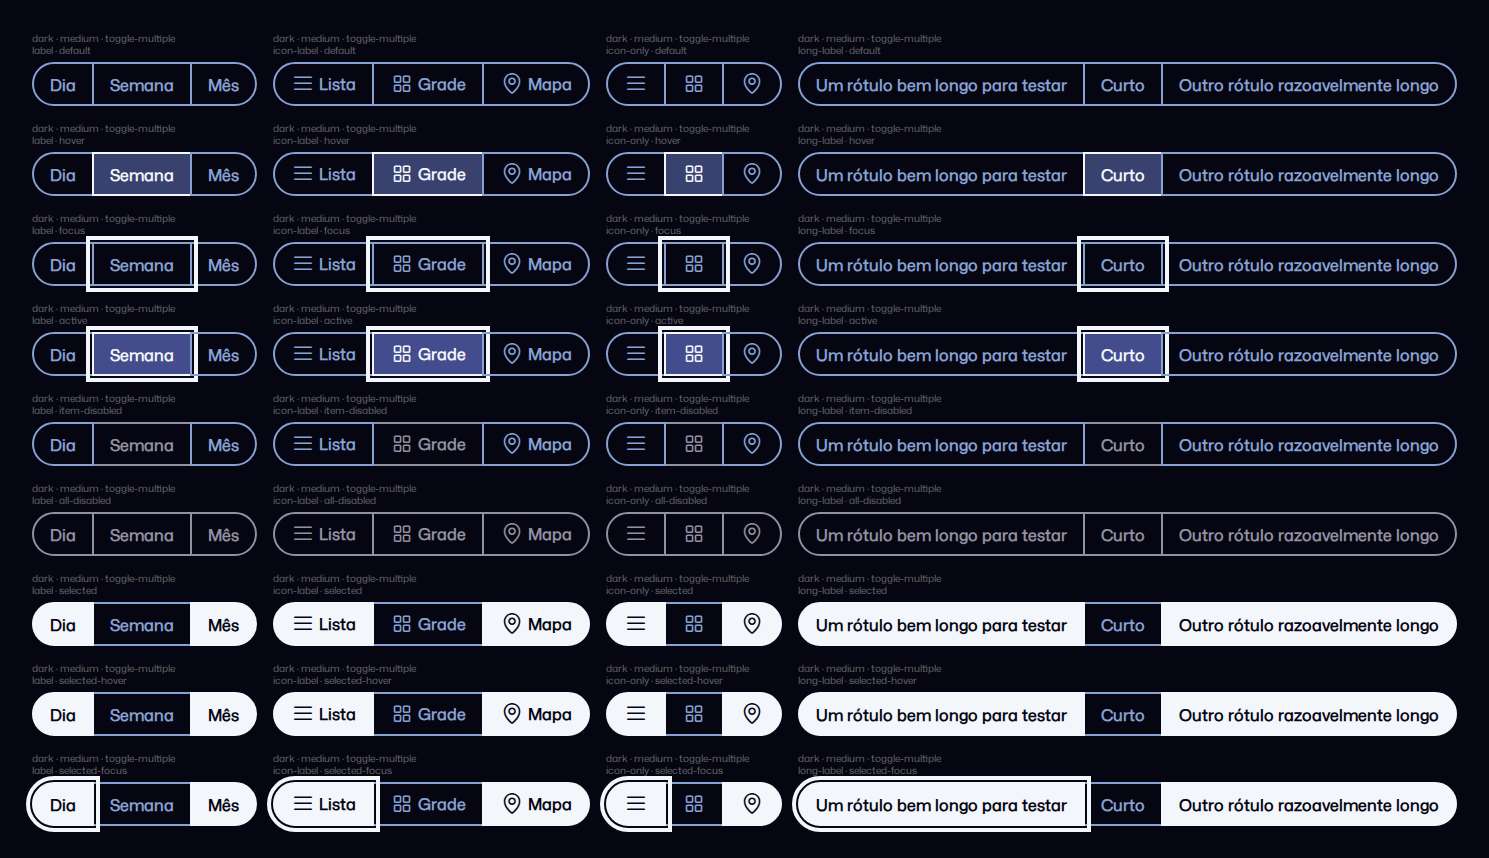 dark · medium · toggle-multiple
label · default
Dia Semana Mês
dark · medium · toggle-multiple
icon-label · default
Lista Grade Mapa
dark · medium · toggle-multiple
icon-only · default
dark · medium · toggle-multiple
long-label · default
Um rótulo bem longo para testar Curto Outro rótulo razoavelmente longo
dark · medium · toggle-multiple
label · hover
Dia Semana Mês
dark · medium · toggle-multiple
icon-label · hover
Lista Grade Mapa
dark · medium · toggle-multiple
icon-only · hover
dark · medium · toggle-multiple
long-label · hover
Um rótulo bem longo para testar Curto Outro rótulo razoavelmente longo
dark · medium · toggle-multiple
label · focus
Dia Semana Mês
dark · medium · toggle-multiple
icon-label · focus
Lista Grade Mapa
dark · medium · toggle-multiple
icon-only · focus
dark · medium · toggle-multiple
long-label · focus
Um rótulo bem longo para testar Curto Outro rótulo razoavelmente longo
dark · medium · toggle-multiple
label · active
Dia Semana Mês
dark · medium · toggle-multiple
icon-label · active
Lista Grade Mapa
dark · medium · toggle-multiple
icon-only · active
dark · medium · toggle-multiple
long-label · active
Um rótulo bem longo para testar Curto Outro rótulo razoavelmente longo
dark · medium · toggle-multiple
label · item-disabled
Dia Semana Mês
dark · medium · toggle-multiple
icon-label · item-disabled
Lista Grade Mapa
dark · medium · toggle-multiple
icon-only · item-disabled
dark · medium · toggle-multiple
long-label · item-disabled
Um rótulo bem longo para testar Curto Outro rótulo razoavelmente longo
dark · medium · toggle-multiple
label · all-disabled
Dia Semana Mês
dark · medium · toggle-multiple
icon-label · all-disabled
Lista Grade Mapa
dark · medium · toggle-multiple
icon-only · all-disabled
dark · medium · toggle-multiple
long-label · all-disabled
Um rótulo bem longo para testar Curto Outro rótulo razoavelmente longo
dark · medium · toggle-multiple
label · selected
Dia Semana Mês
dark · medium · toggle-multiple
icon-label · selected
Lista Grade Mapa
dark · medium · toggle-multiple
icon-only · selected
dark · medium · toggle-multiple
long-label · selected
Um rótulo bem longo para testar Curto Outro rótulo razoavelmente longo
dark · medium · toggle-multiple
label · selected-hover
Dia Semana Mês
dark · medium · toggle-multiple
icon-label · selected-hover
Lista Grade Mapa
dark · medium · toggle-multiple
icon-only · selected-hover
dark · medium · toggle-multiple
long-label · selected-hover
Um rótulo bem longo para testar Curto Outro rótulo razoavelmente longo
dark · medium · toggle-multiple
label · selected-focus
Dia Semana Mês
dark · medium · toggle-multiple
icon-label · selected-focus
Lista Grade Mapa
dark · medium · toggle-multiple
icon-only · selected-focus
dark · medium · toggle-multiple
long-label · selected-focus
Um rótulo bem longo para testar Curto Outro rótulo razoavelmente longo